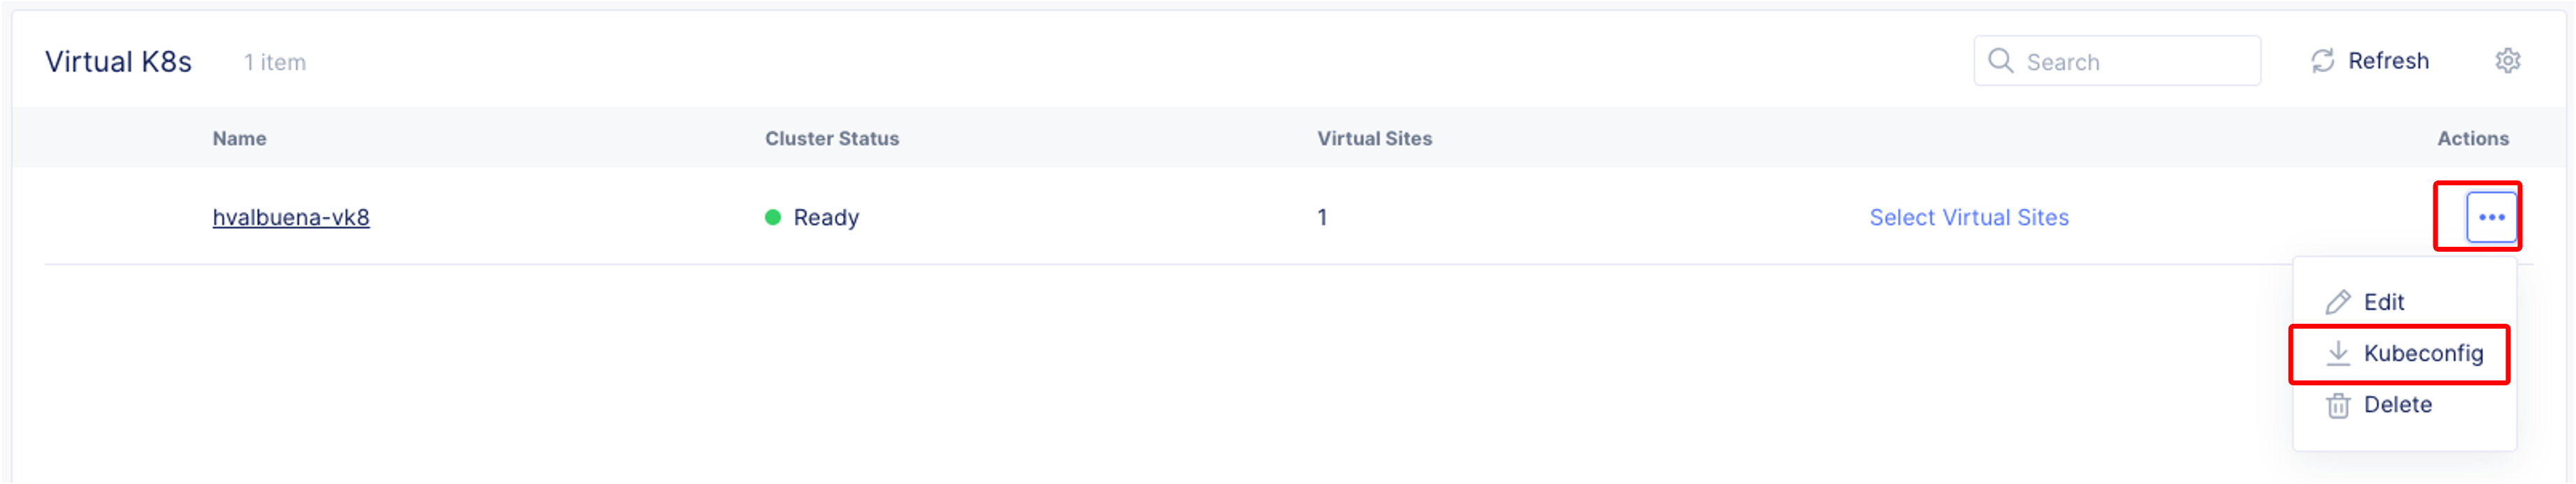 Virtual K8s 1 item Search Refresh
Name Cluster Status Virtual Sites Actions
hvalbuena-vk8 Ready 1 Select Virtual Sites
Edit
Kubeconfig
Delete